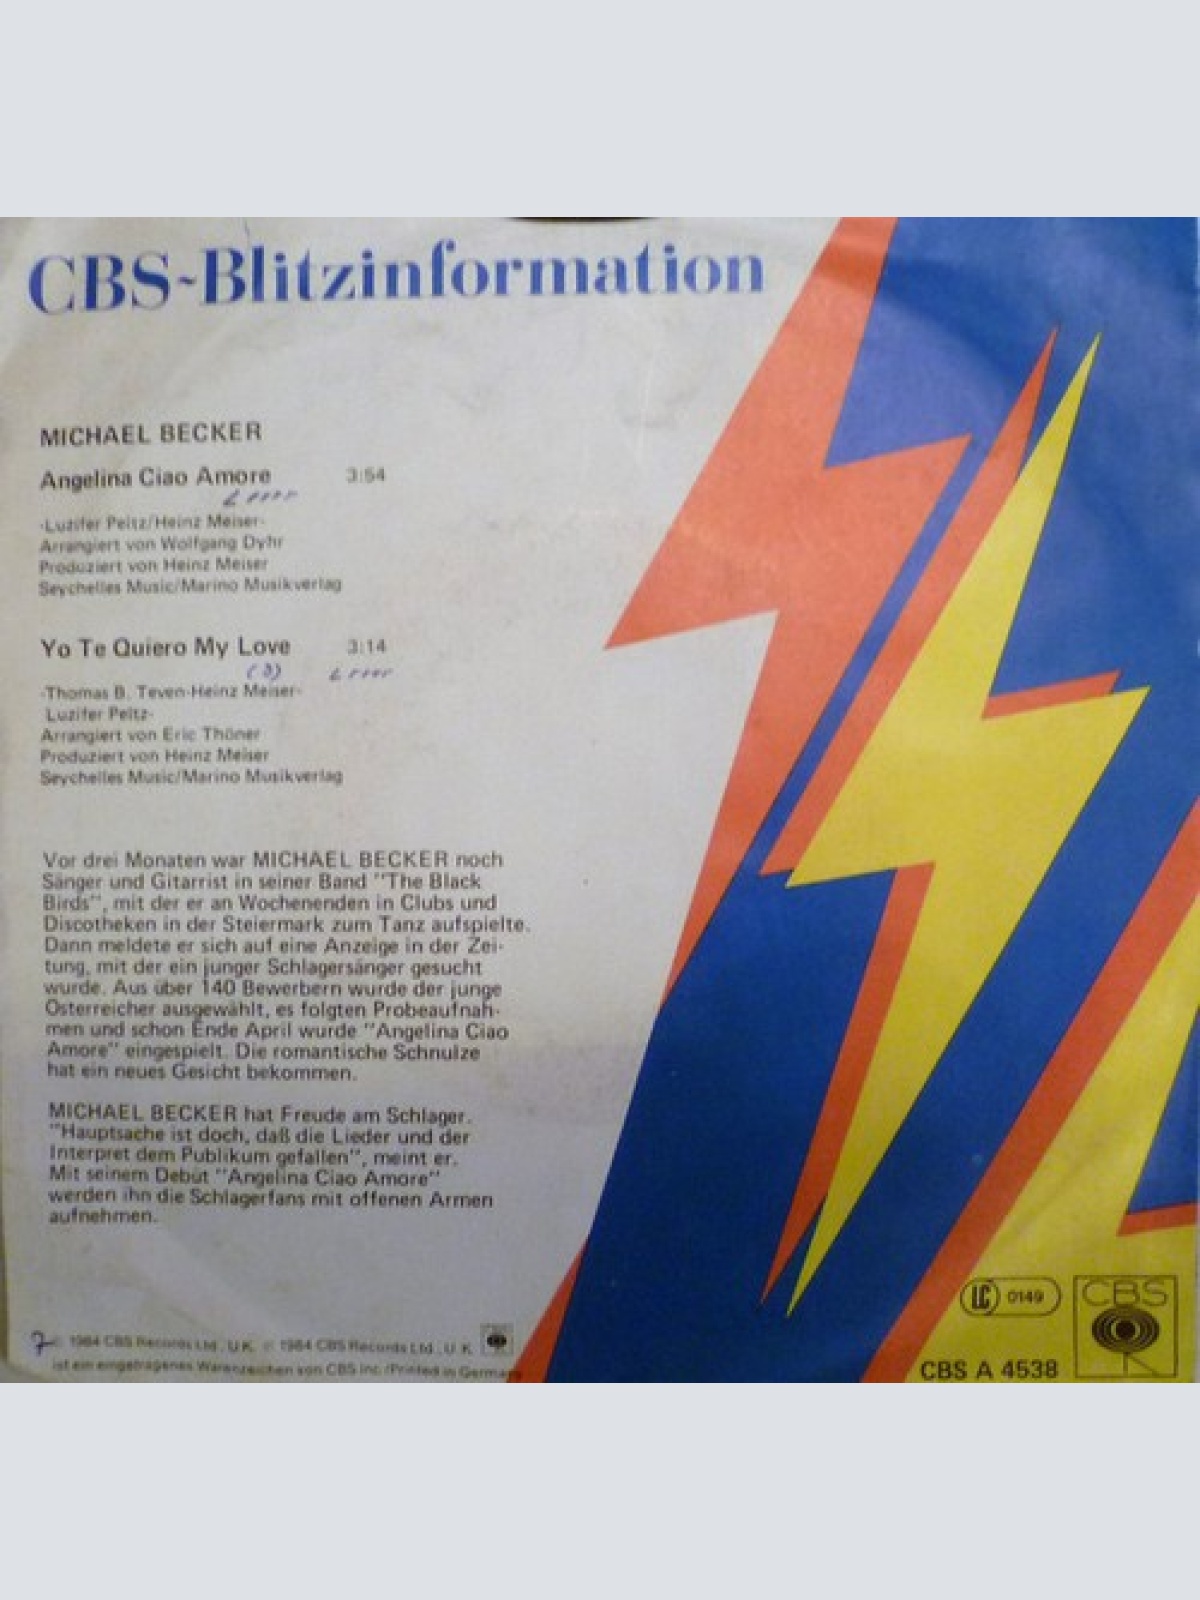 CBS~Blitzinformation
MICHAEL BECKER
Angelina Ciao Amore 3:54
-Luzifer Peitz/Heinz Meiser-
Arrangiert von Wolfgang Dyhr
Produziert von Heinz Meiser
Seychelles Music/Marino Musikverlag
Yo Te Quiero My Love 3:14
(3)
-Thomas B. Teven-Heinz Meiser-
Luzifer Peitz-
Arrangiert von Eric Thöner
Produziert von Heinz Meiser
Seychelles Music/Marino Musikverlag
Vor drei Monaten war MICHAEL BECKER noch
Sänger und Gitarrist in seiner Band "The Black
Birds", mit der er an Wochenenden in Clubs und
Discotheken in der Steiermark zum Tanz aufspielte.
Dann meldete er sich auf eine Anzeige in der Zei-
tung, mit der ein junger Schlagersänger gesucht
wurde. Aus über 140 Bewerbern wurde der junge
Österreicher ausgewählt, es folgten Probeaufnah-
men und schon Ende April wurde "Angelina Ciao
Amore" eingespielt. Die romantische Schnulze
hat ein neues Gesicht bekommen.
MICHAEL BECKER hat Freude am Schlager.
"Hauptsache ist doch, daß die Lieder und der
Interpret dem Publikum gefallen", meint er.
Mit seinem Debüt "Angelina Ciao Amore"
werden ihn die Schlagerfans mit offenen Armen
aufnehmen.
7 © 1984 CBS Records Ltd., U.K. ℗ 1984 CBS Records Ltd., U.K.
ist ein eingetragenes Warenzeichen von CBS Inc./Printed in Germany
LC 0149
CBS
CBS A 4538